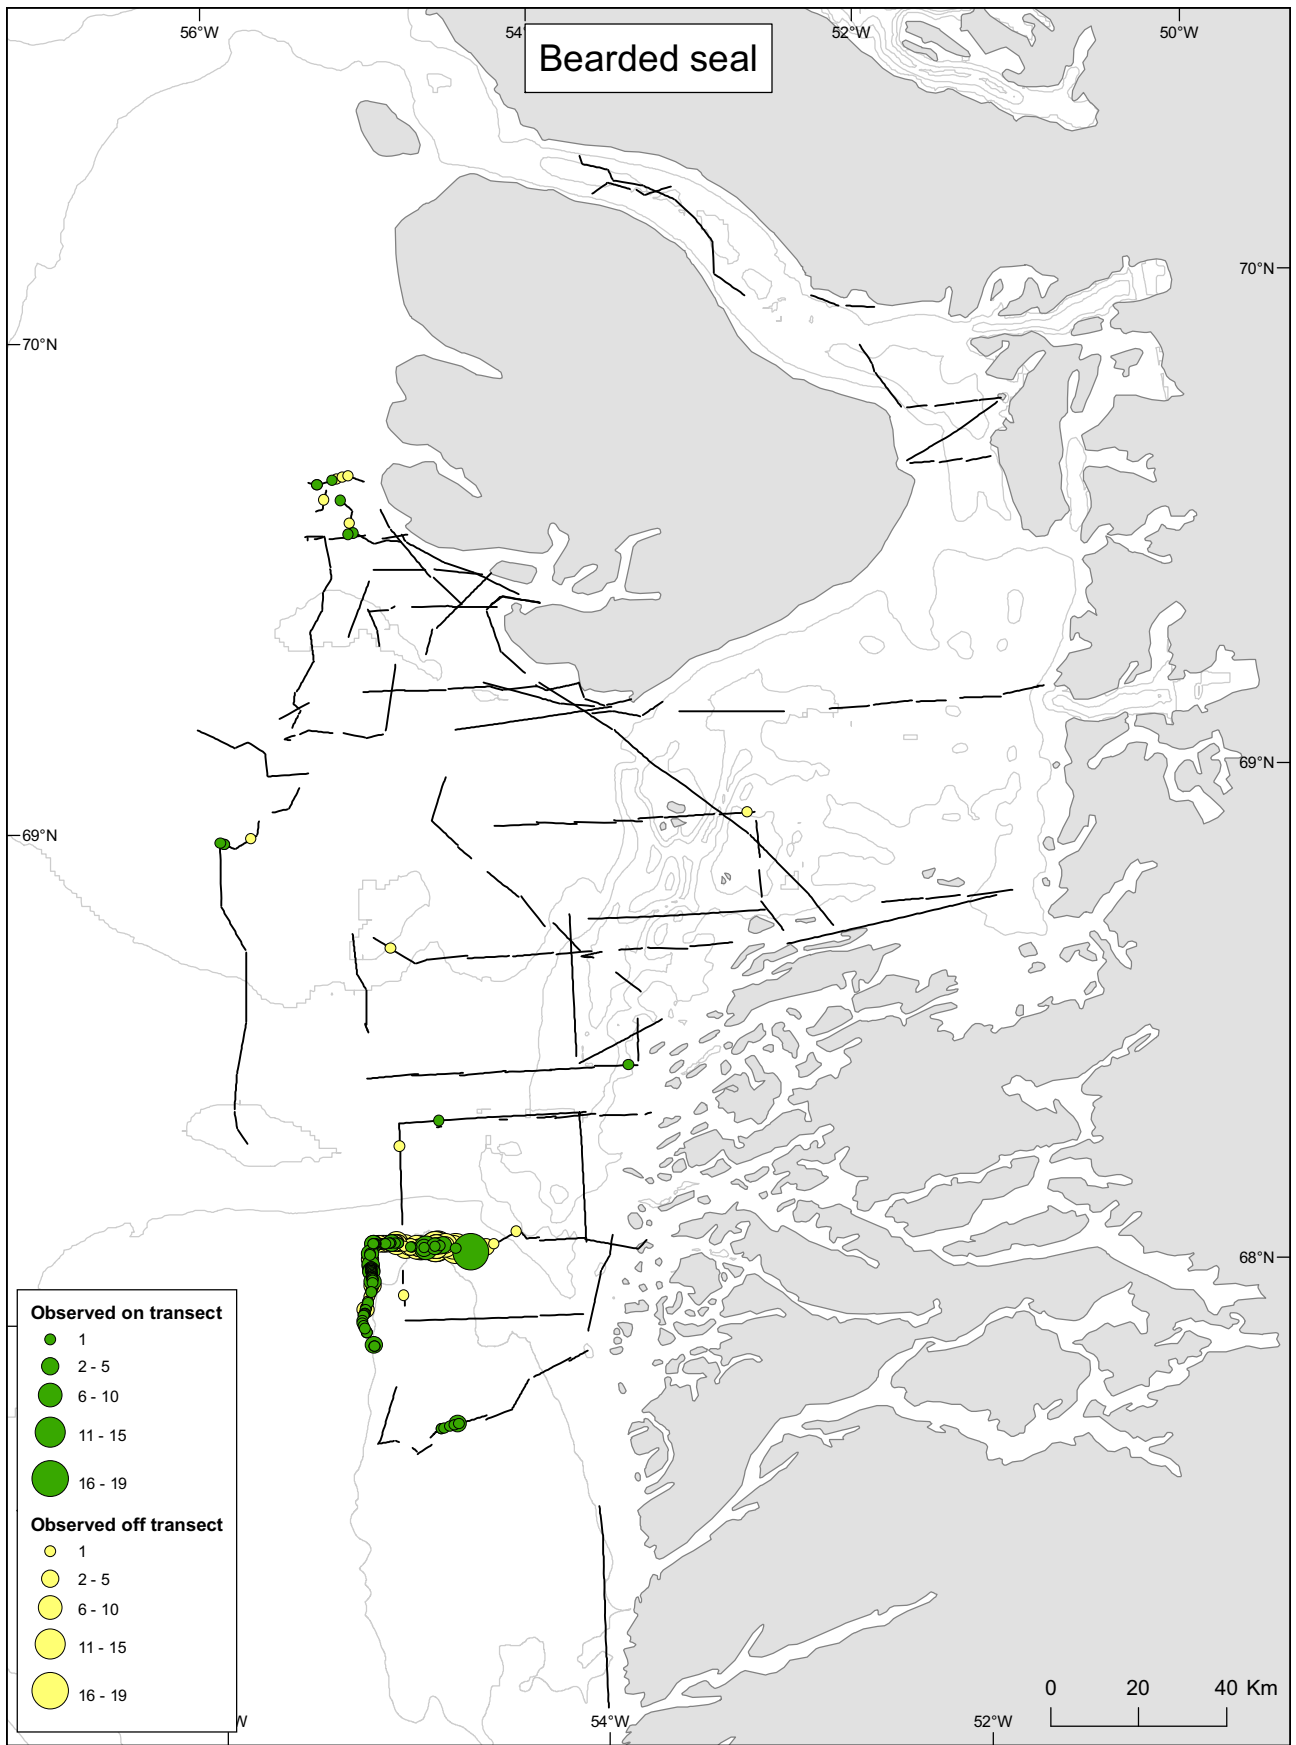 56°W
54°
52°W
50°W
Bearded seal
70°N
70°N
69°N
69°N
68°N
Observed on transect
1
2 - 5
6 - 10
11 - 15
16 - 19
Observed off transect
1
2 - 5
6 - 10
11 - 15
16 - 19
0 20 40 Km
W
54°W
52°W